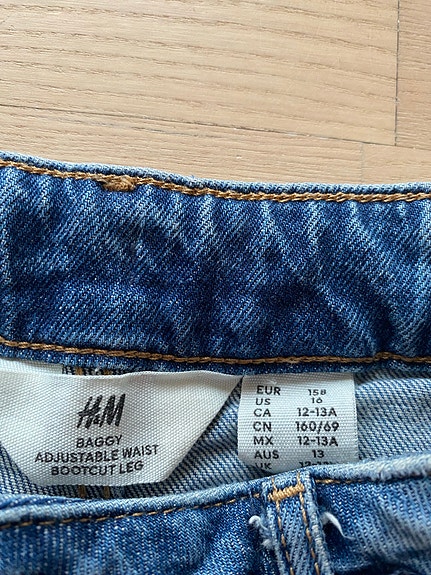 H&M
BAGGY
ADJUSTABLE WAIST
BOOTCUT LEG
EUR 158
US 16
CA 12-13A
CN 160/69
MX 12-13A
AUS 13
UK